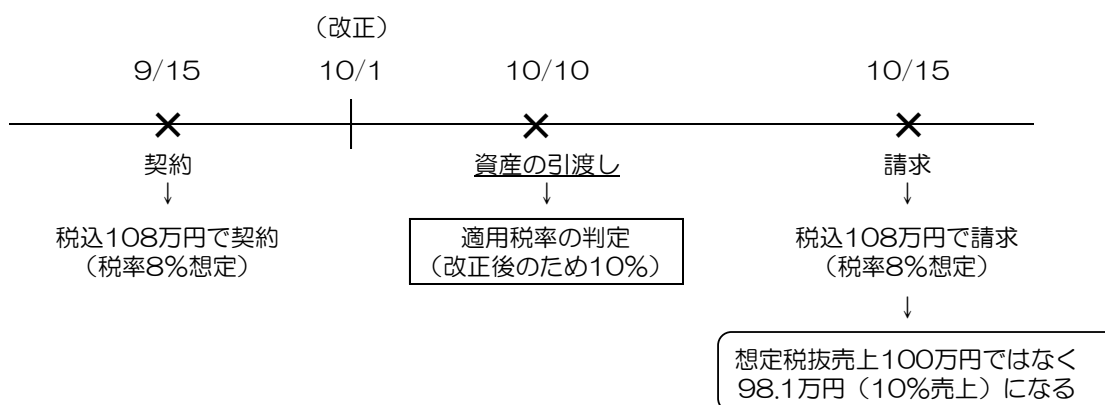 （改正）
9/15 10/1 10/10 10/15
契約 資産の引渡し 請求
↓ ↓ ↓
税込108万円で契約
（税率8%想定）
適用税率の判定
（改正後のため10%）
税込108万円で請求
（税率8%想定）
↓
想定税抜売上100万円ではなく
98.1万円（10%売上）になる